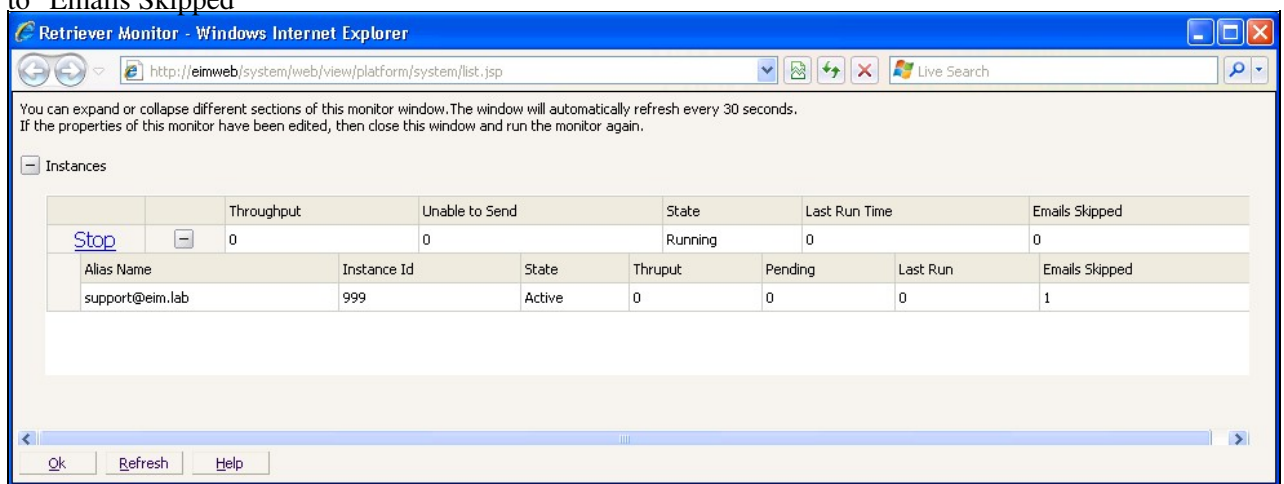 to "Emails Skipped"
Retriever Monitor - Windows Internet Explorer
http://eimweb/system/web/view/platform/system/list.jsp Live Search
You can expand or collapse different sections of this monitor window.The window will automatically refresh every 30 seconds.
If the properties of this monitor have been edited, then close this window and run the monitor again.
Instances
Throughput Unable to Send State Last Run Time Emails Skipped
Stop 0 0 Running 0 0
Alias Name Instance Id State Thruput Pending Last Run Emails Skipped
support@eim.lab 999 Active 0 0 0 1
Ok Refresh Help